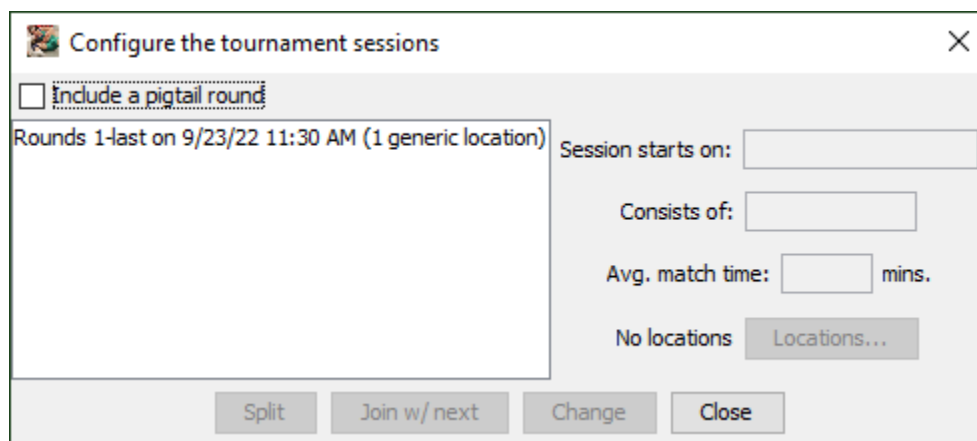 Configure the tournament sessions
Include a pigtail round
Rounds 1-last on 9/23/22 11:30 AM (1 generic location)
Session starts on:
Consists of:
Avg. match time: mins.
No locations Locations...
Split Join w/ next Change Close